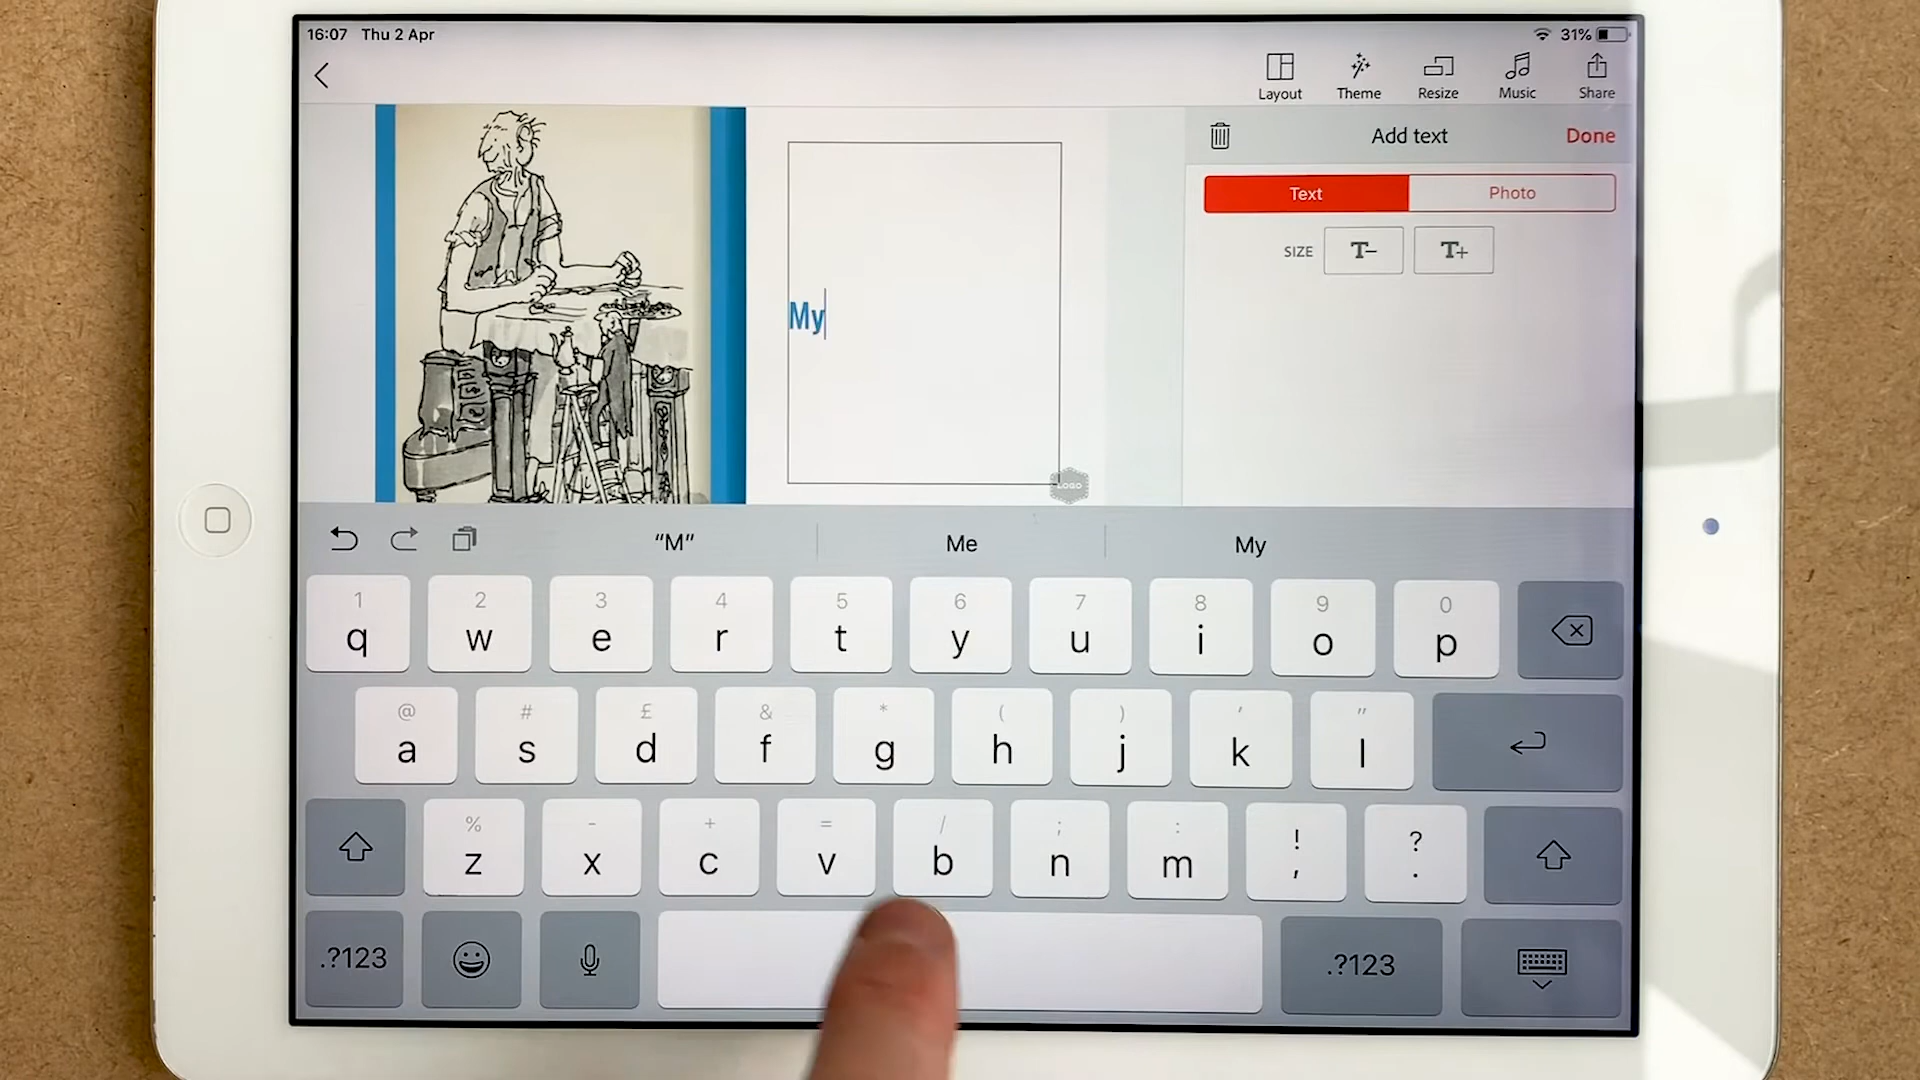 16:07 Thu 2 Apr 31%
Layout Theme Resize Music Share
Add text Done
Text Photo
SIZE T- T+
My
LOGO
“M” Me My
1 2 3 4 5 6 7 8 9 0
q w e r t y u i o p
@ # £ & * ( ) ' "
a s d f g h j k l
% - + = / ; : ! ?
z x c v b n m , .
.?123 .?123